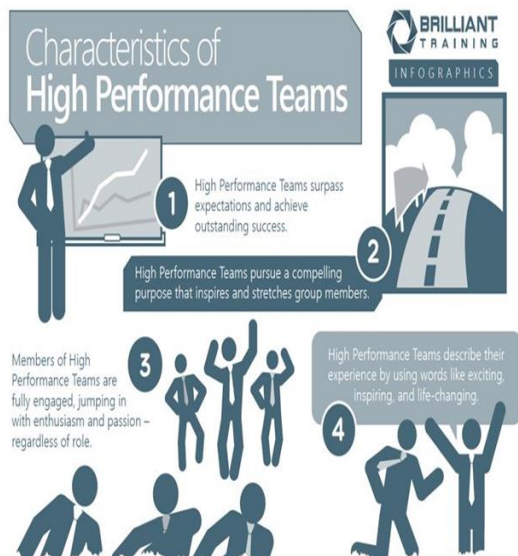 Characteristics of
High Performance Teams
BRILLIANT
TRAINING
INFOGRAPHICS
1
High Performance Teams surpass
expectations and achieve
outstanding success.
2
High Performance Teams pursue a compelling
purpose that inspires and stretches group members.
3
Members of High
Performance Teams are
fully engaged, jumping in
with enthusiasm and passion –
regardless of role.
4
High Performance Teams describe their
experience by using words like exciting,
inspiring, and life-changing.